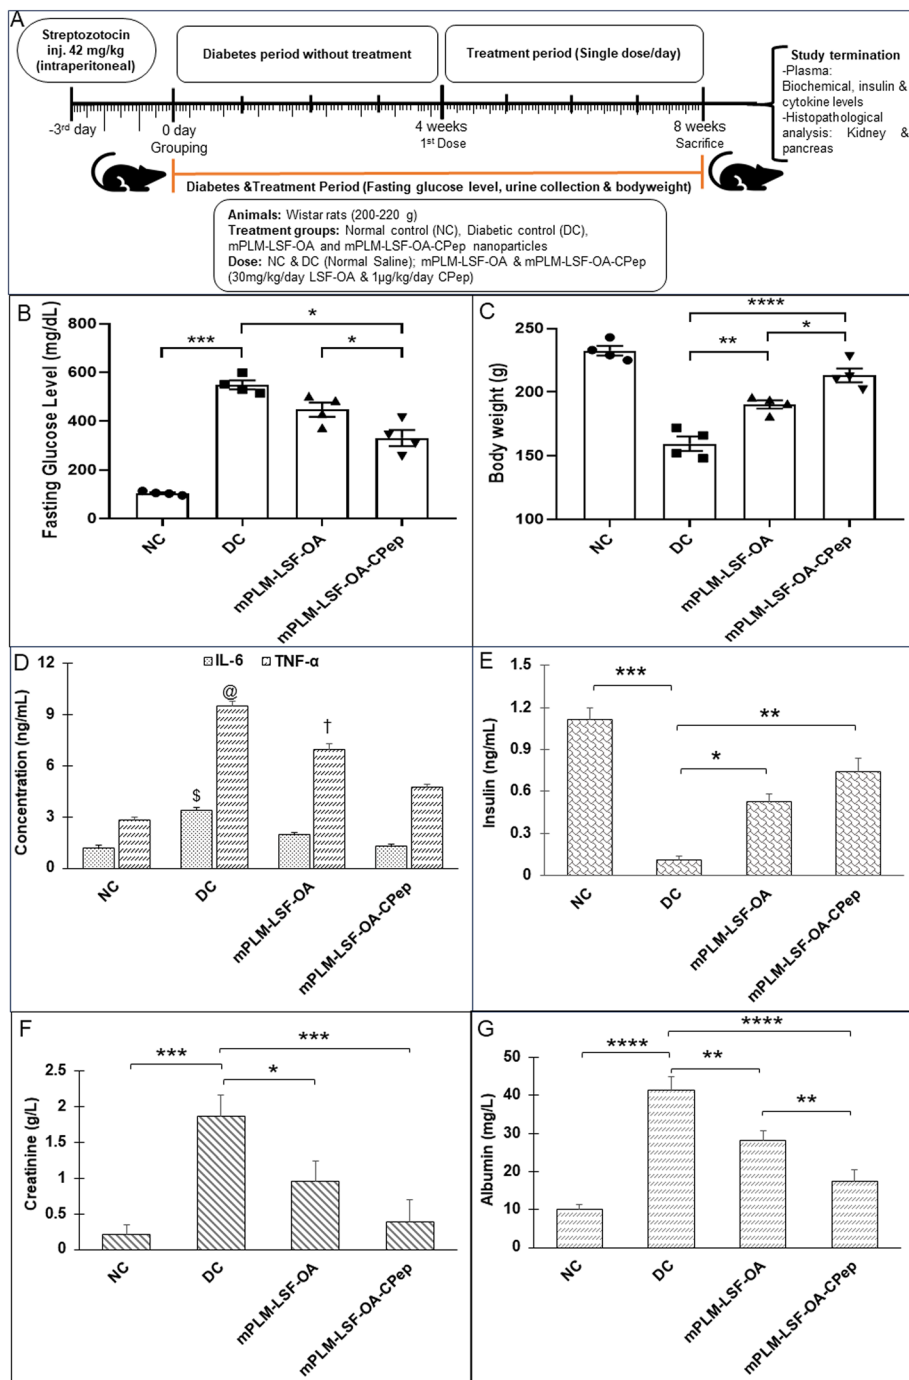 A
Streptozotocin
inj. 42 mg/kg
(intraperitoneal)
Diabetes period without treatment
Treatment period (Single dose/day)
Study termination
-Plasma:
Biochemical, insulin &
cytokine levels
-Histopathological
analysis: Kidney &
pancreas
-3rd day
0 day
Grouping
4 weeks
1st Dose
8 weeks
Sacrifice
Diabetes &Treatment Period (Fasting glucose level, urine collection & bodyweight)
Animals: Wistar rats (200-220 g)
Treatment groups: Normal control (NC), Diabetic control (DC),
mPLM-LSF-OA and mPLM-LSF-OA-CPep nanoparticles
Dose: NC & DC (Normal Saline); mPLM-LSF-OA & mPLM-LSF-OA-CPep
(30mg/kg/day LSF-OA & 1µg/kg/day CPep)
B
Fasting Glucose Level (mg/dL)
800
600
400
200
0
*
***
*
NC
DC
mPLM-LSF-OA
mPLM-LSF-OA-CPep
C
Body weight (g)
250
200
150
100
****
**
*
NC
DC
mPLM-LSF-OA
mPLM-LSF-OA-CPep
D
IL-6
TNF-α
Concentration (ng/mL)
12
9
6
3
0
$
@
†
NC
DC
mPLM-LSF-OA
mPLM-LSF-OA-CPep
E
Insulin (ng/mL)
1.5
1.2
0.9
0.6
0.3
0
***
**
*
NC
DC
mPLM-LSF-OA
mPLM-LSF-OA-CPep
F
Creatinine (g/L)
2.5
2
1.5
1
0.5
0
***
***
*
NC
DC
mPLM-LSF-OA
mPLM-LSF-OA-CPep
G
Albumin (mg/L)
50
40
30
20
10
0
****
****
**
**
NC
DC
mPLM-LSF-OA
mPLM-LSF-OA-CPep